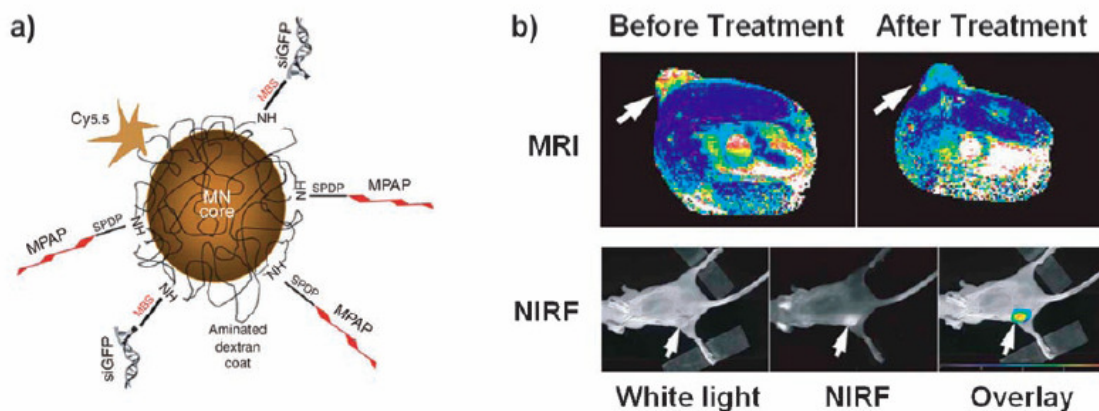 a)
siGFP
MBS
NH
Cy5.5
MN
core
NH
SPDP
MPAP
MPAP
SPDP
NH
NH
SPDP
MPAP
NH
MBS
siGFP
Aminated
dextran
coat
b)
Before Treatment
After Treatment
MRI
NIRF
White light
NIRF
Overlay